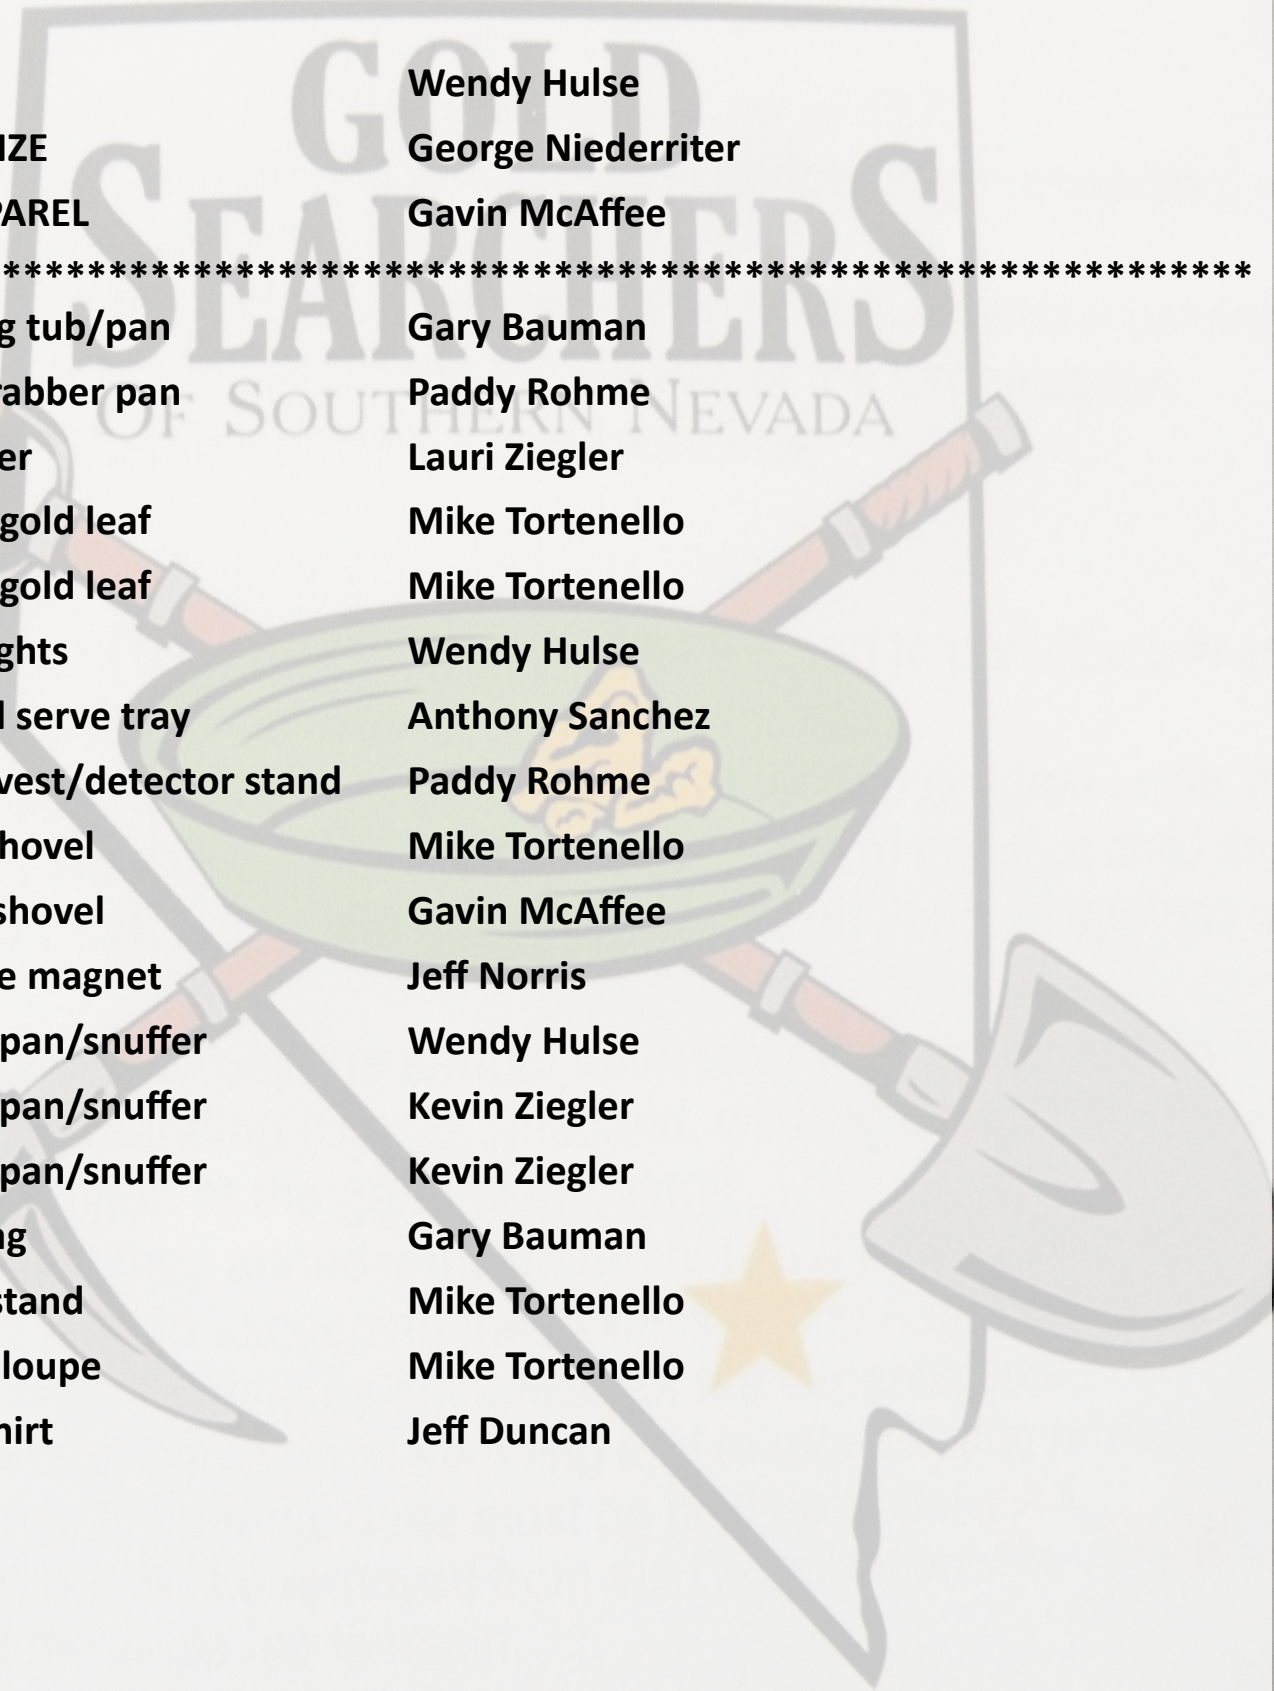 GOLD
SEARCHERS
OF SOUTHERN NEVADA
Wendy Hulse
IZE George Niederriter
PAREL Gavin McAffee
***********************************************************
g tub/pan Gary Bauman
rabber pan Paddy Rohme
er Lauri Ziegler
gold leaf Mike Tortenello
gold leaf Mike Tortenello
ghts Wendy Hulse
l serve tray Anthony Sanchez
vest/detector stand Paddy Rohme
hovel Mike Tortenello
shovel Gavin McAffee
e magnet Jeff Norris
pan/snuffer Wendy Hulse
pan/snuffer Kevin Ziegler
pan/snuffer Kevin Ziegler
ng Gary Bauman
stand Mike Tortenello
loupe Mike Tortenello
hirt Jeff Duncan